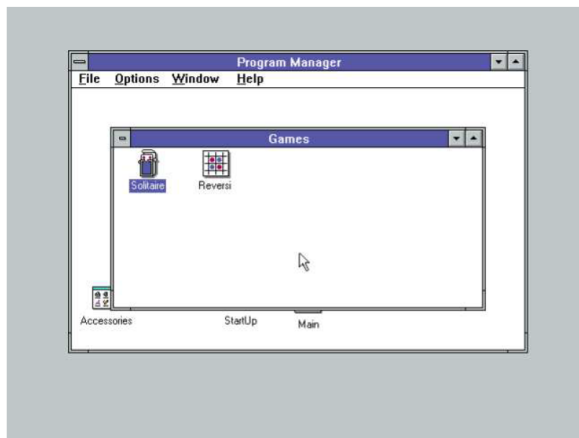 Program Manager
File Options Window Help
Games
Solitaire Reversi
Accessories StartUp Main